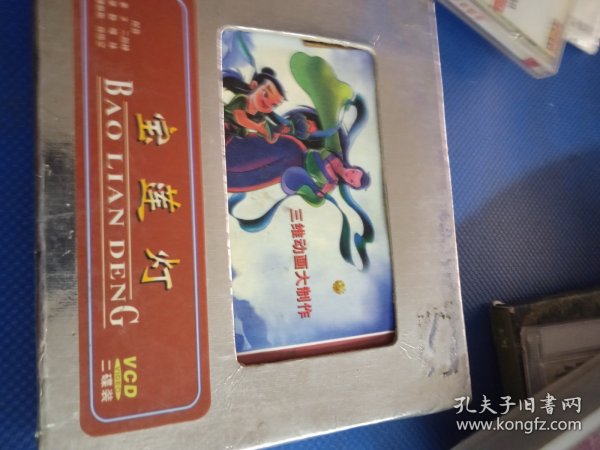 宝莲灯
BAO LIAN DENG
VCD
VIDEO
二碟装
三维动画大制作
孔夫子旧书网
www.kongfz.com